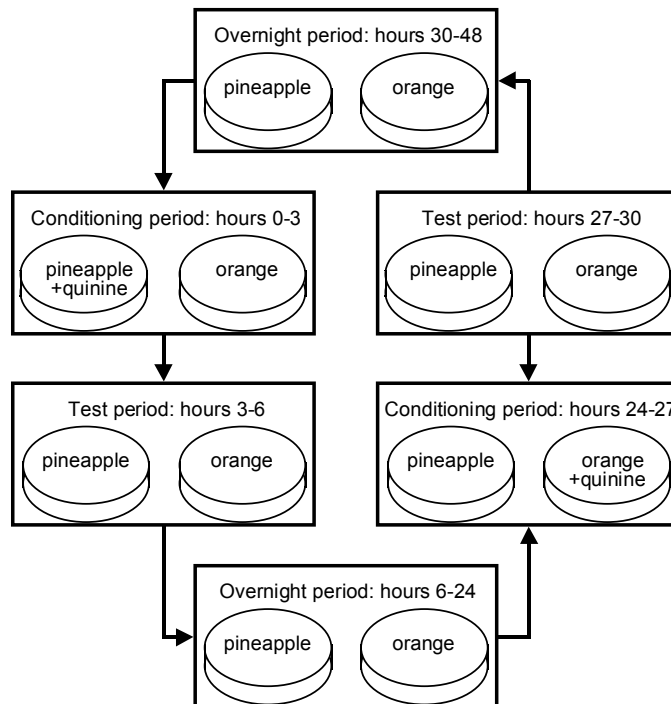 Overnight period: hours 30-48
pineapple
orange
Conditioning period: hours 0-3
pineapple
+quinine
orange
Test period: hours 27-30
pineapple
orange
Test period: hours 3-6
pineapple
orange
Conditioning period: hours 24-27
pineapple
orange
+quinine
Overnight period: hours 6-24
pineapple
orange